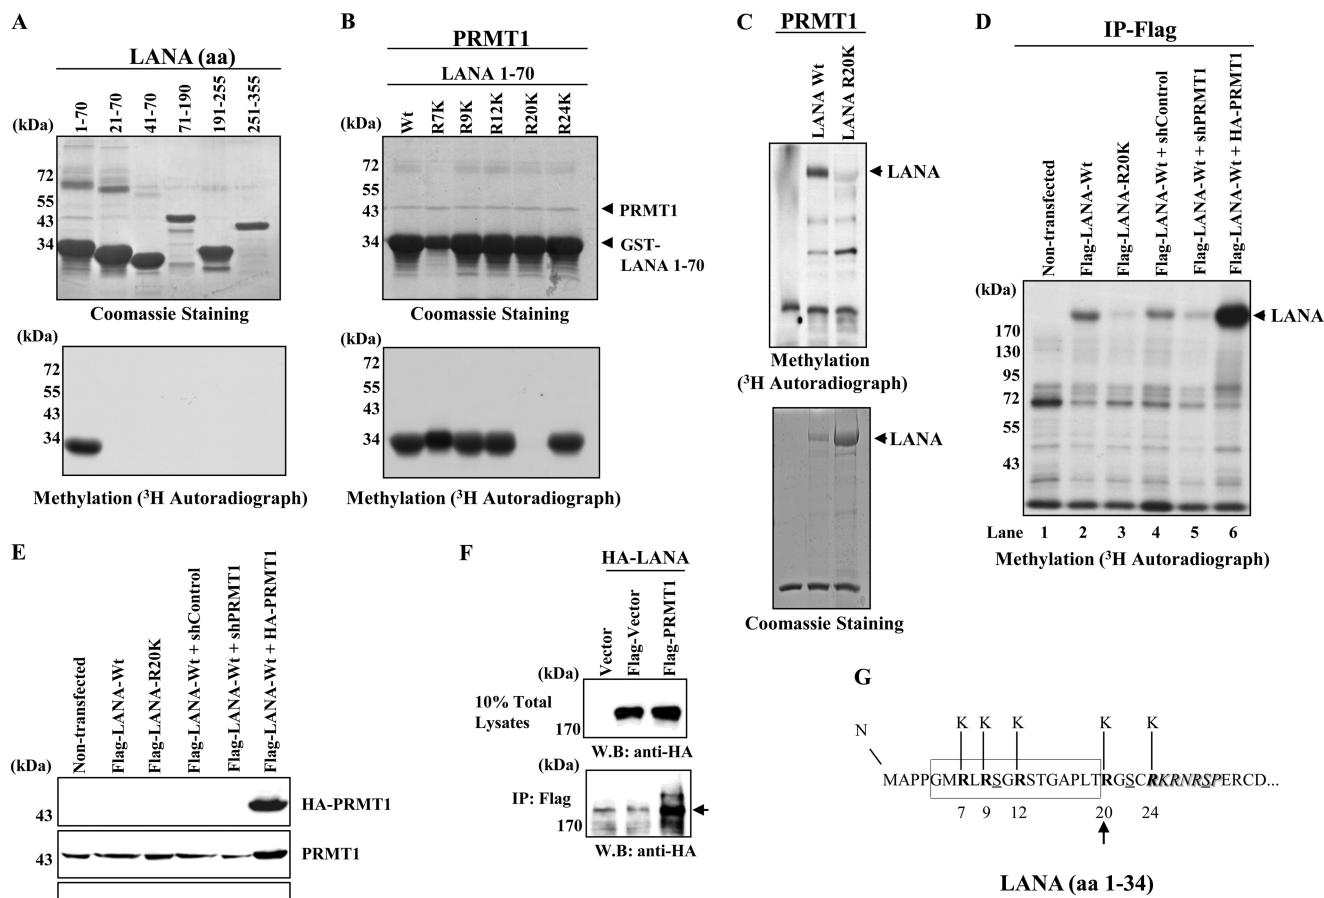 A
LANA (aa)
1-70
21-70
41-70
71-190
191-255
251-355
(kDa)
72
55
43
34
Coomassie Staining
(kDa)
72
55
43
34
Methylation (³H Autoradiograph)
B
PRMT1
LANA 1-70
Wt
R7K
R9K
R12K
R20K
R24K
(kDa)
72
55
43
34
PRMT1
GST-
LANA 1-70
Coomassie Staining
(kDa)
72
55
43
34
Methylation (³H Autoradiograph)
C
PRMT1
LANA Wt
LANA R20K
LANA
Methylation
(³H Autoradiograph)
LANA
Coomassie Staining
D
IP-Flag
Non-transfected
Flag-LANA-Wt
Flag-LANA-R20K
Flag-LANA-Wt + shControl
Flag-LANA-Wt + shPRMT1
Flag-LANA-Wt + HA-PRMT1
(kDa)
170
130
95
72
55
43
LANA
Lane 1 2 3 4 5 6
Methylation (³H Autoradiograph)
E
Non-transfected
Flag-LANA-Wt
Flag-LANA-R20K
Flag-LANA-Wt + shControl
Flag-LANA-Wt + shPRMT1
Flag-LANA-Wt + HA-PRMT1
(kDa)
43
HA-PRMT1
43
PRMT1
F
HA-LANA
Vector
Flag-Vector
Flag-PRMT1
(kDa)
10% Total
Lysates
170
W.B: anti-HA
(kDa)
IP: Flag
170
W.B: anti-HA
G
K K K K K
N
MAPPGMRLRSGRSTGAPLTRGSCRKRNRSPERCD...
7 9 12 20 24
LANA (aa 1-34)